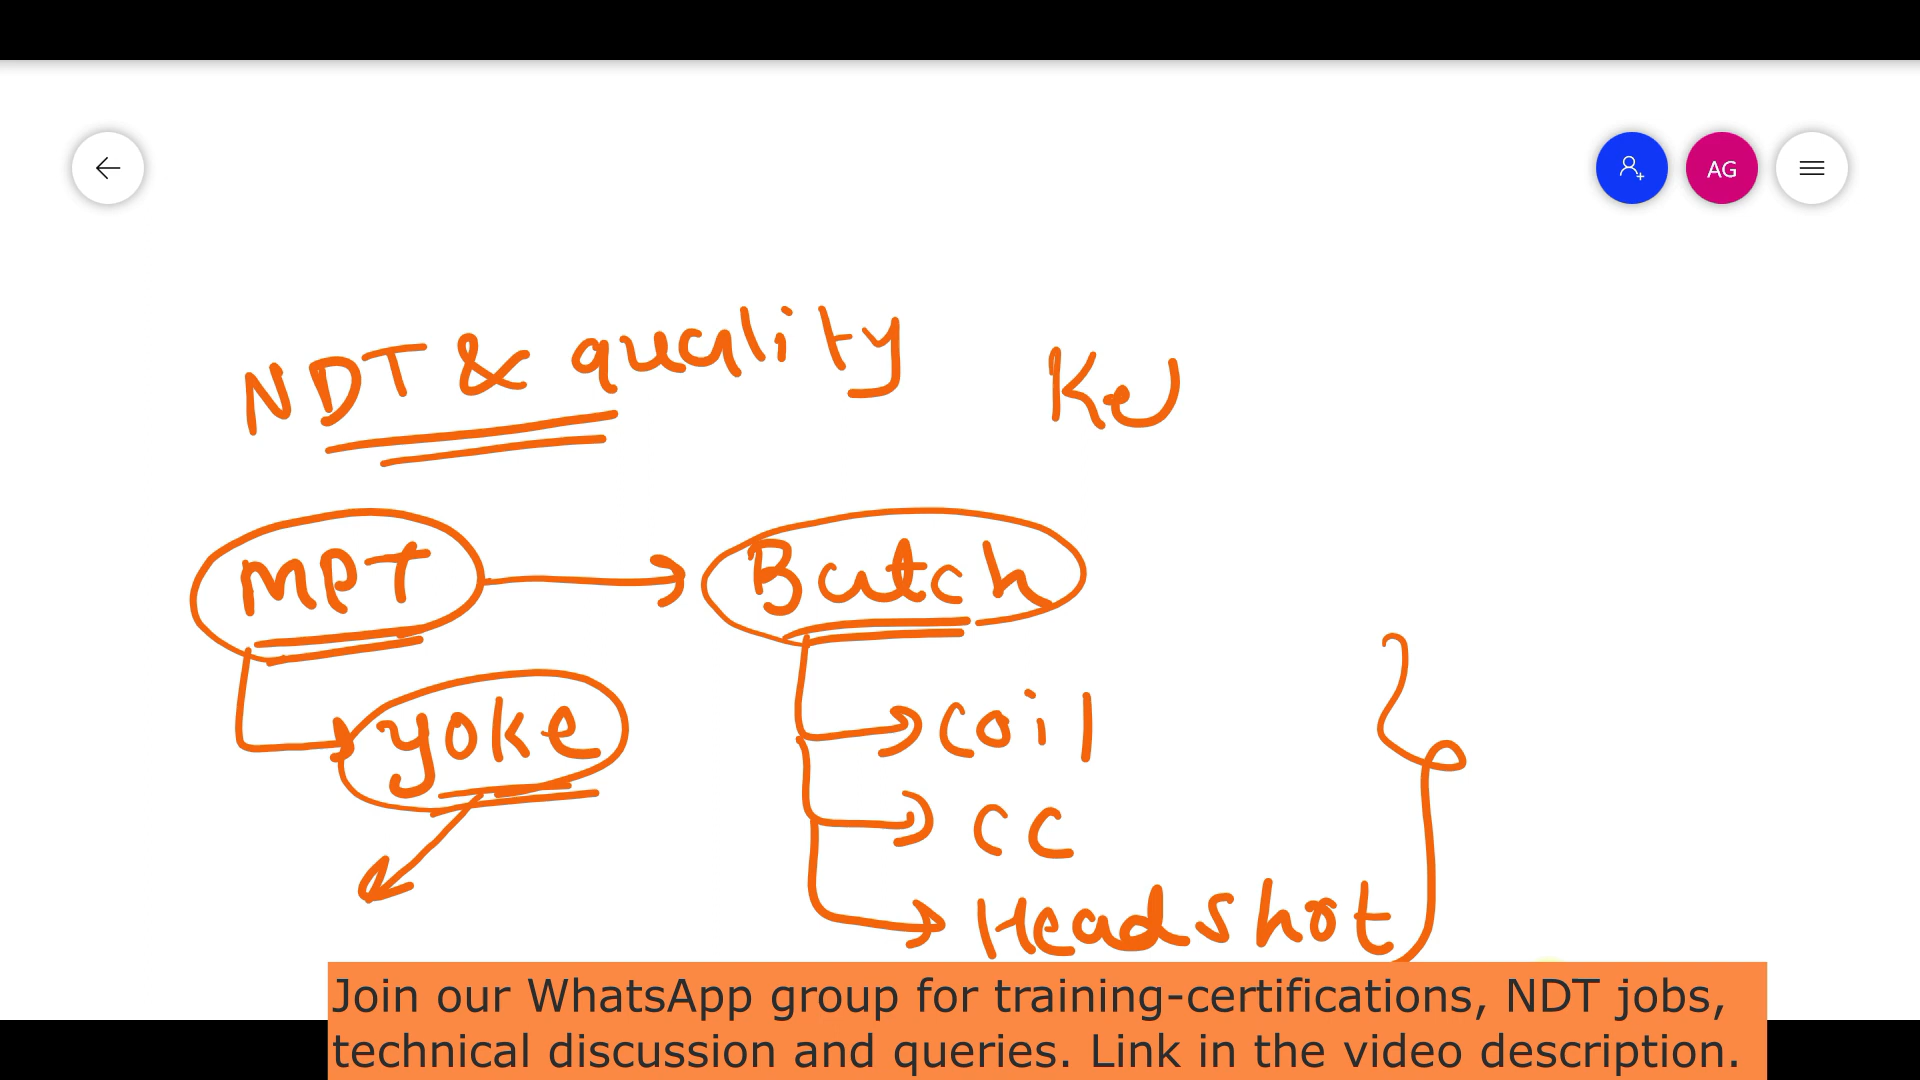 AG
NDT & quality
MPT
Batch
yoke
coil
CC
Headshot
Join our WhatsApp group for training-certifications, NDT jobs,
technical discussion and queries. Link in the video description.